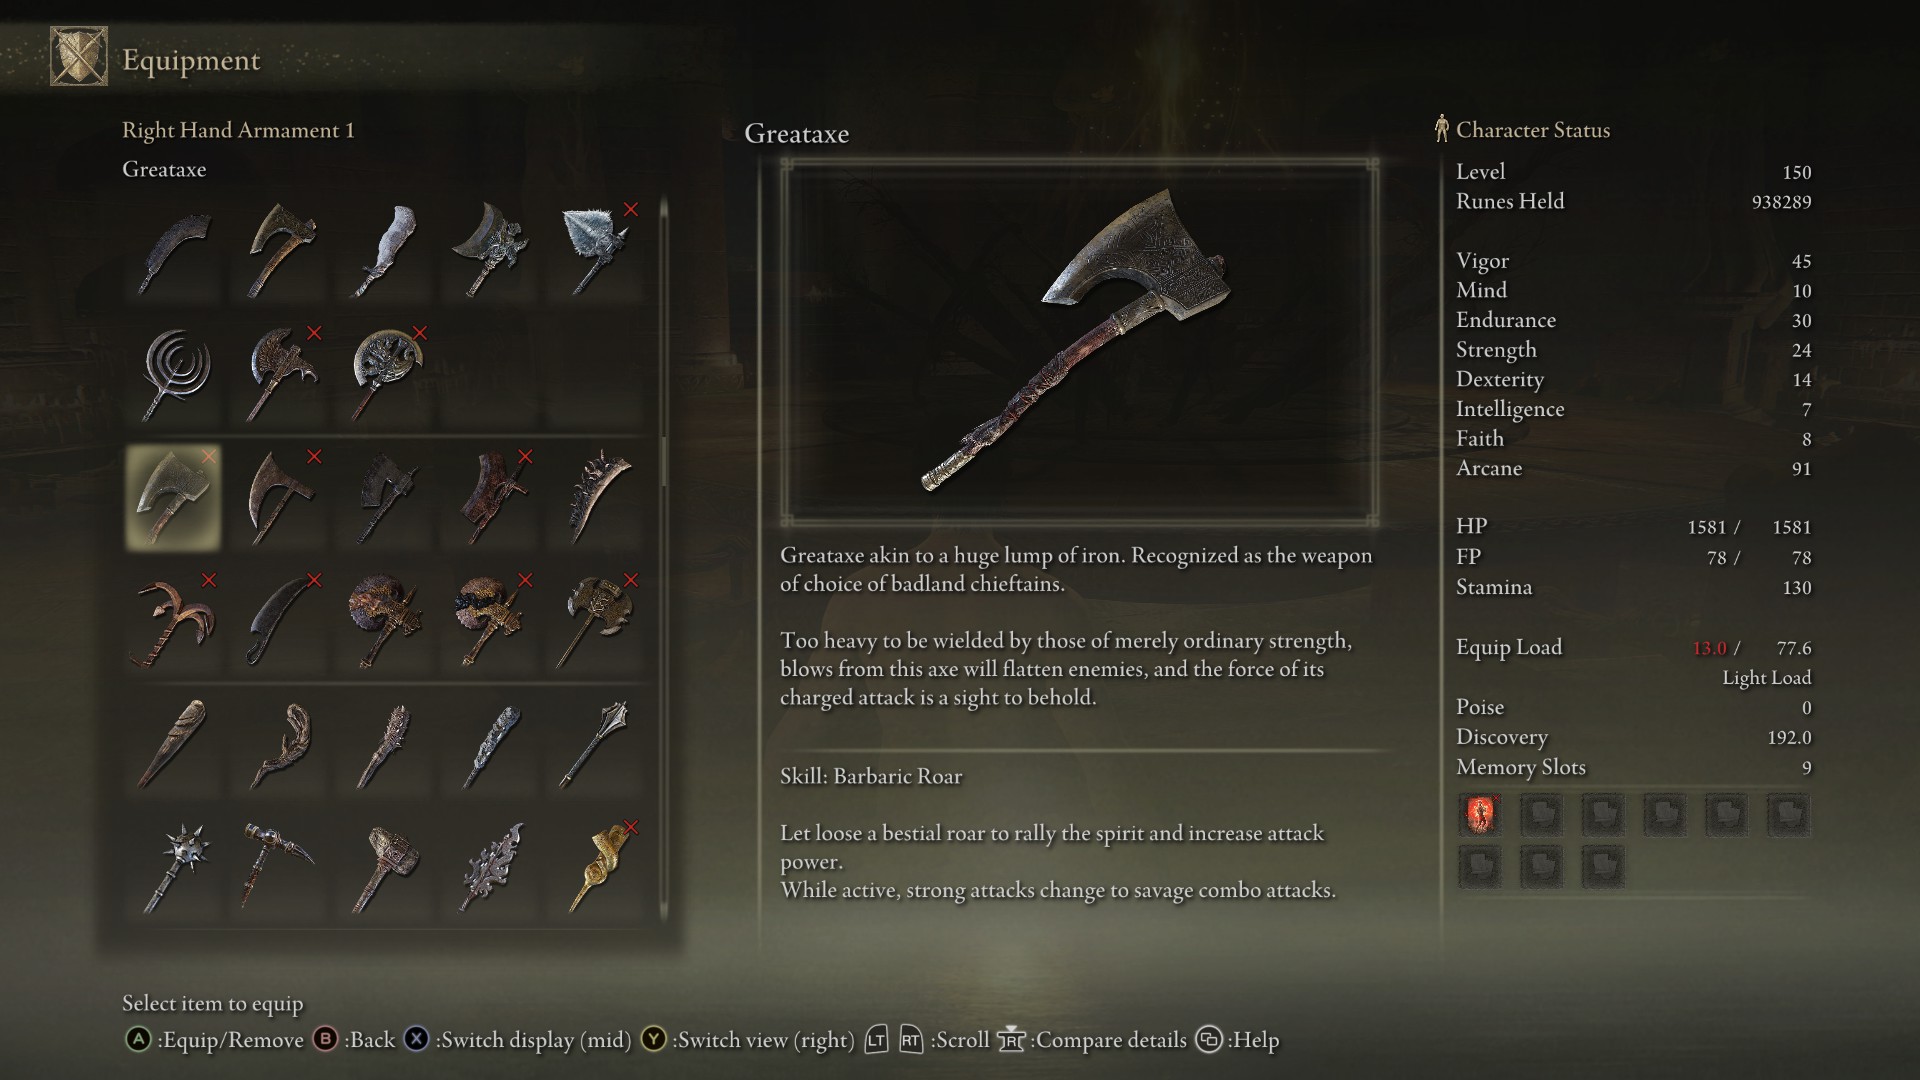 Equipment
Right Hand Armament 1
Greataxe
Greataxe
Greataxe akin to a huge lump of iron. Recognized as the weapon
of choice of badland chieftains.
Too heavy to be wielded by those of merely ordinary strength,
blows from this axe will flatten enemies, and the force of its
charged attack is a sight to behold.
Skill: Barbaric Roar
Let loose a bestial roar to rally the spirit and increase attack
power.
While active, strong attacks change to savage combo attacks.
Character Status
Level 150
Runes Held 938289
Vigor 45
Mind 10
Endurance 30
Strength 24
Dexterity 14
Intelligence 7
Faith 8
Arcane 91
HP 1581 / 1581
FP 78 / 78
Stamina 130
Equip Load 13.0 / 77.6
Light Load
Poise 0
Discovery 192.0
Memory Slots 9
Select item to equip
A :Equip/Remove B :Back X :Switch display (mid) Y :Switch view (right) LT RT :Scroll R :Compare details :Help